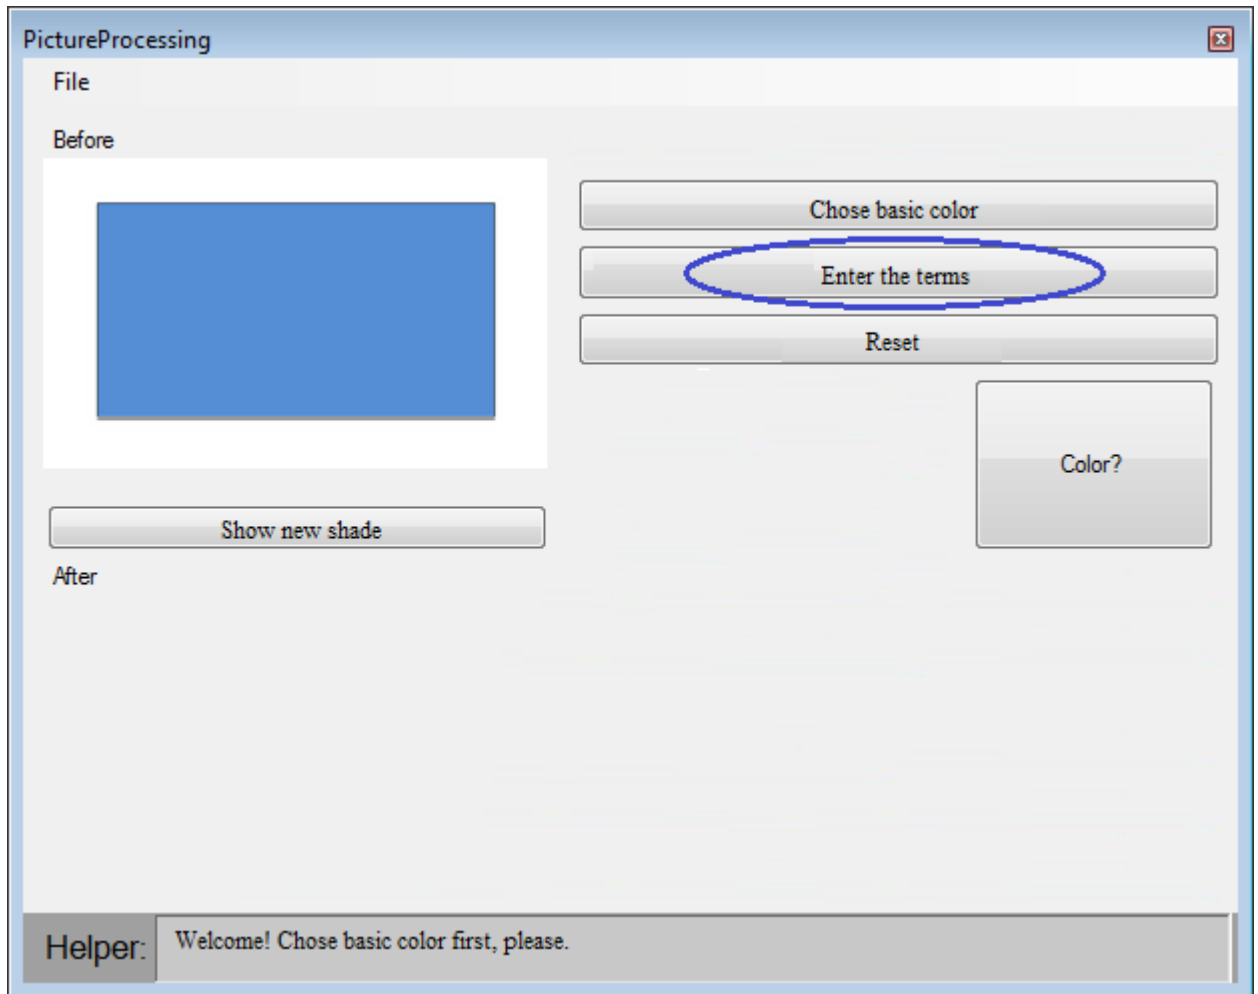 PictureProcessing
File
Before
Chose basic color
Enter the terms
Reset
Color?
Show new shade
After
Helper: Welcome! Chose basic color first, please.